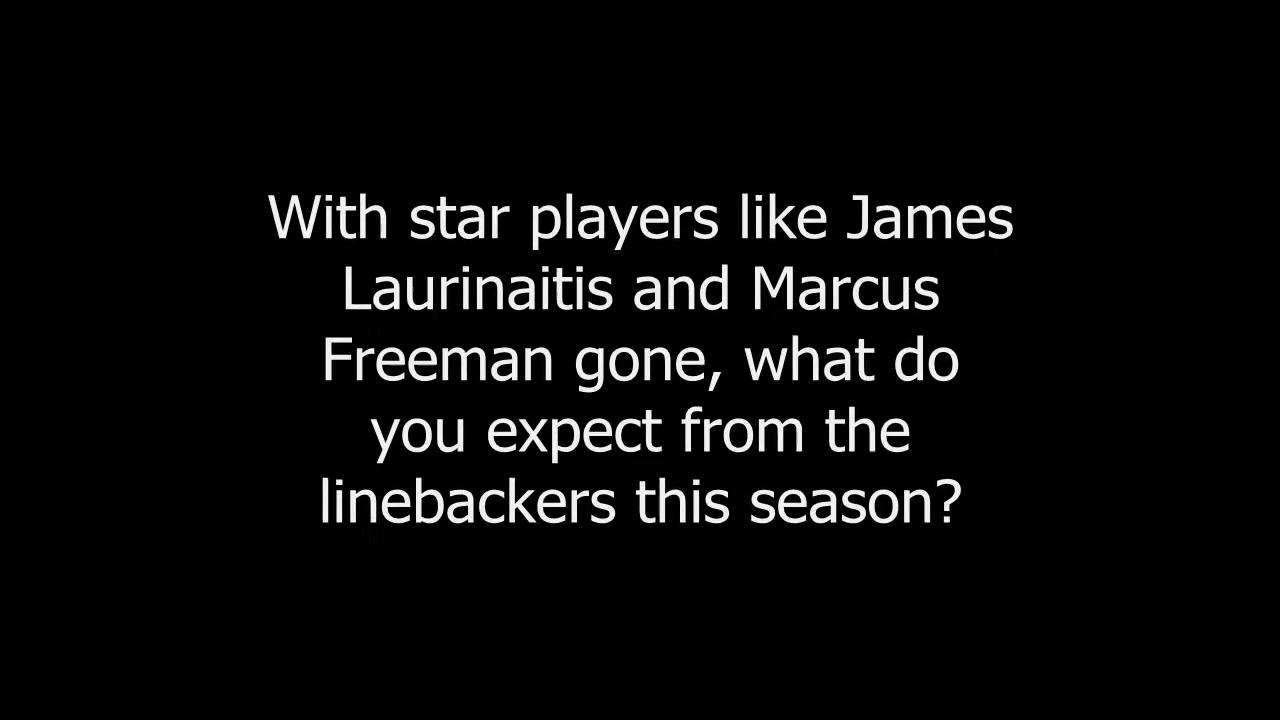 With star players like James
Laurinaitis and Marcus
Freeman gone, what do
you expect from the
linebackers this season?